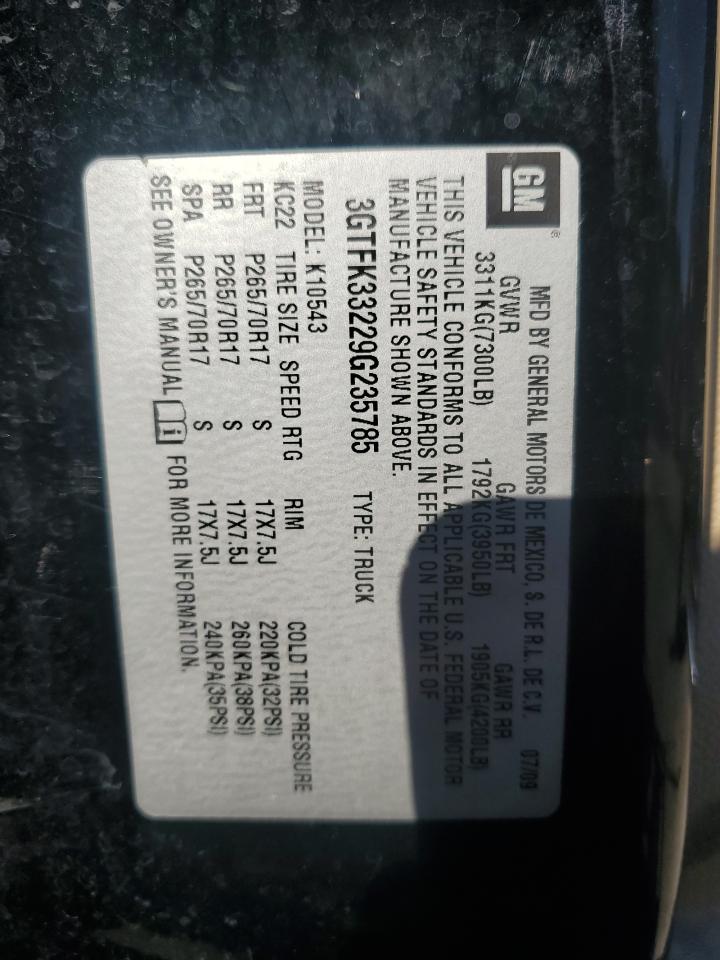 GM®
MFD BY GENERAL MOTORS DE MEXICO, S. DE R.L. DE C.V. 07/09
GVWR GAWR FRT GAWR RR
3311KG(7300LB) 1792KG(3950LB) 1905KG(4200LB)
THIS VEHICLE CONFORMS TO ALL APPLICABLE U.S. FEDERAL MOTOR
VEHICLE SAFETY STANDARDS IN EFFECT ON THE DATE OF
MANUFACTURE SHOWN ABOVE.
3GTFK33229G235785 TYPE: TRUCK
MODEL: K10543
KC22 TIRE SIZE SPEED RTG RIM COLD TIRE PRESSURE
FRT P265/70R17 S 17X7.5J 220KPA(32PSI)
RR P265/70R17 S 17X7.5J 260KPA(38PSI)
SPA P265/70R17 S 17X7.5J 240KPA(35PSI)
SEE OWNER'S MANUAL i FOR MORE INFORMATION.